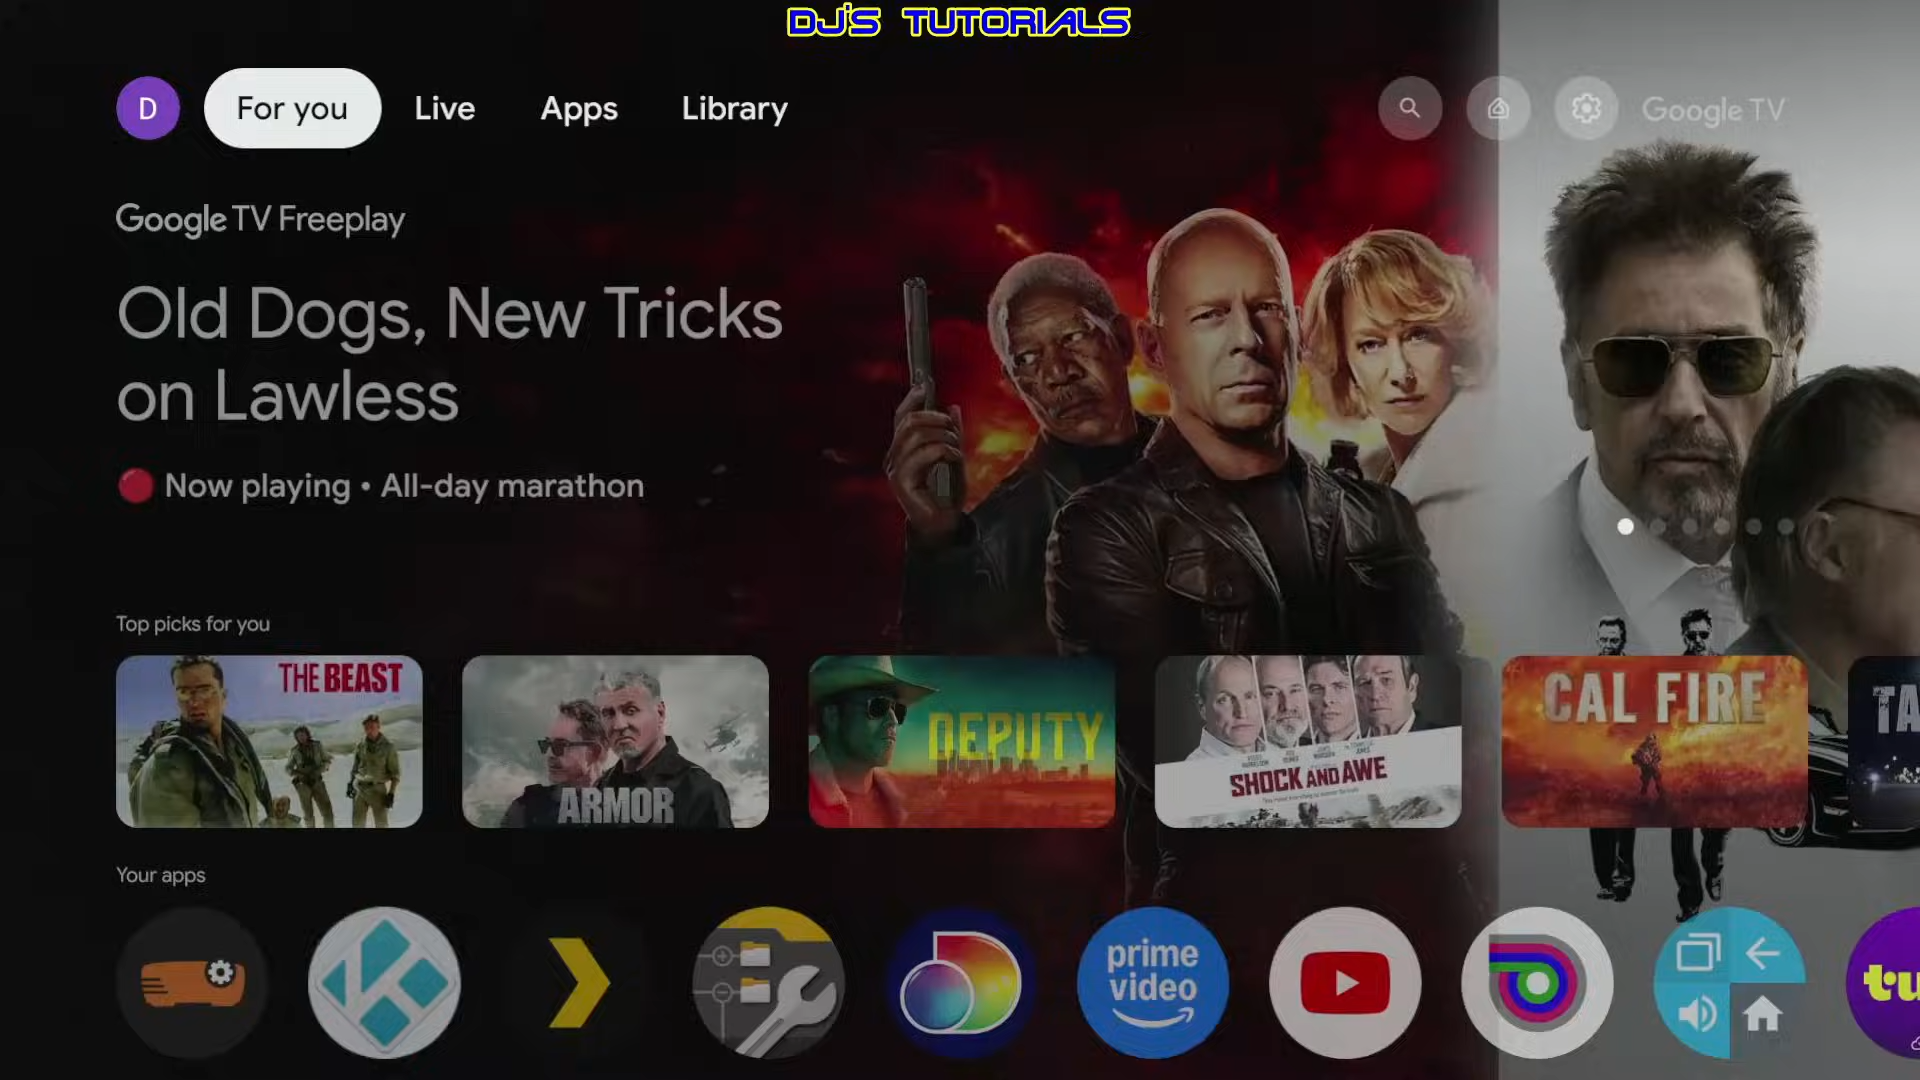 DJ'S TUTORIALS
D
For you
Live
Apps
Library
Google TV
Google TV Freeplay
Old Dogs, New Tricks
on Lawless
Now playing • All-day marathon
Top picks for you
THE BEAST
ARMOR
DEPUTY
SHOCK AND AWE
CAL FIRE
TA
Your apps
prime
video
tu